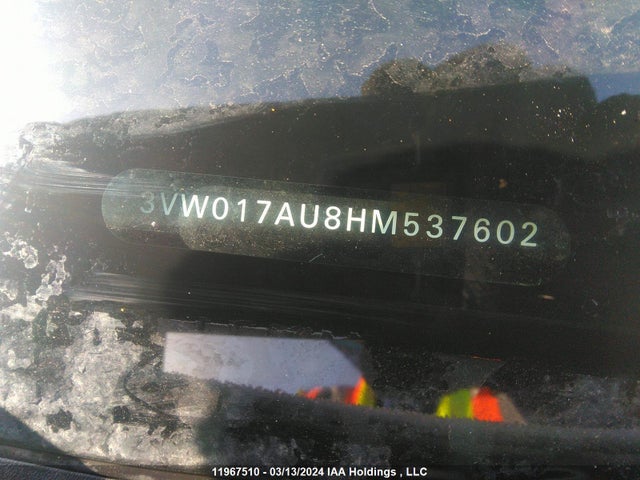 3VW017AU8HM537602
11967510 - 03/13/2024 IAA Holdings , LLC